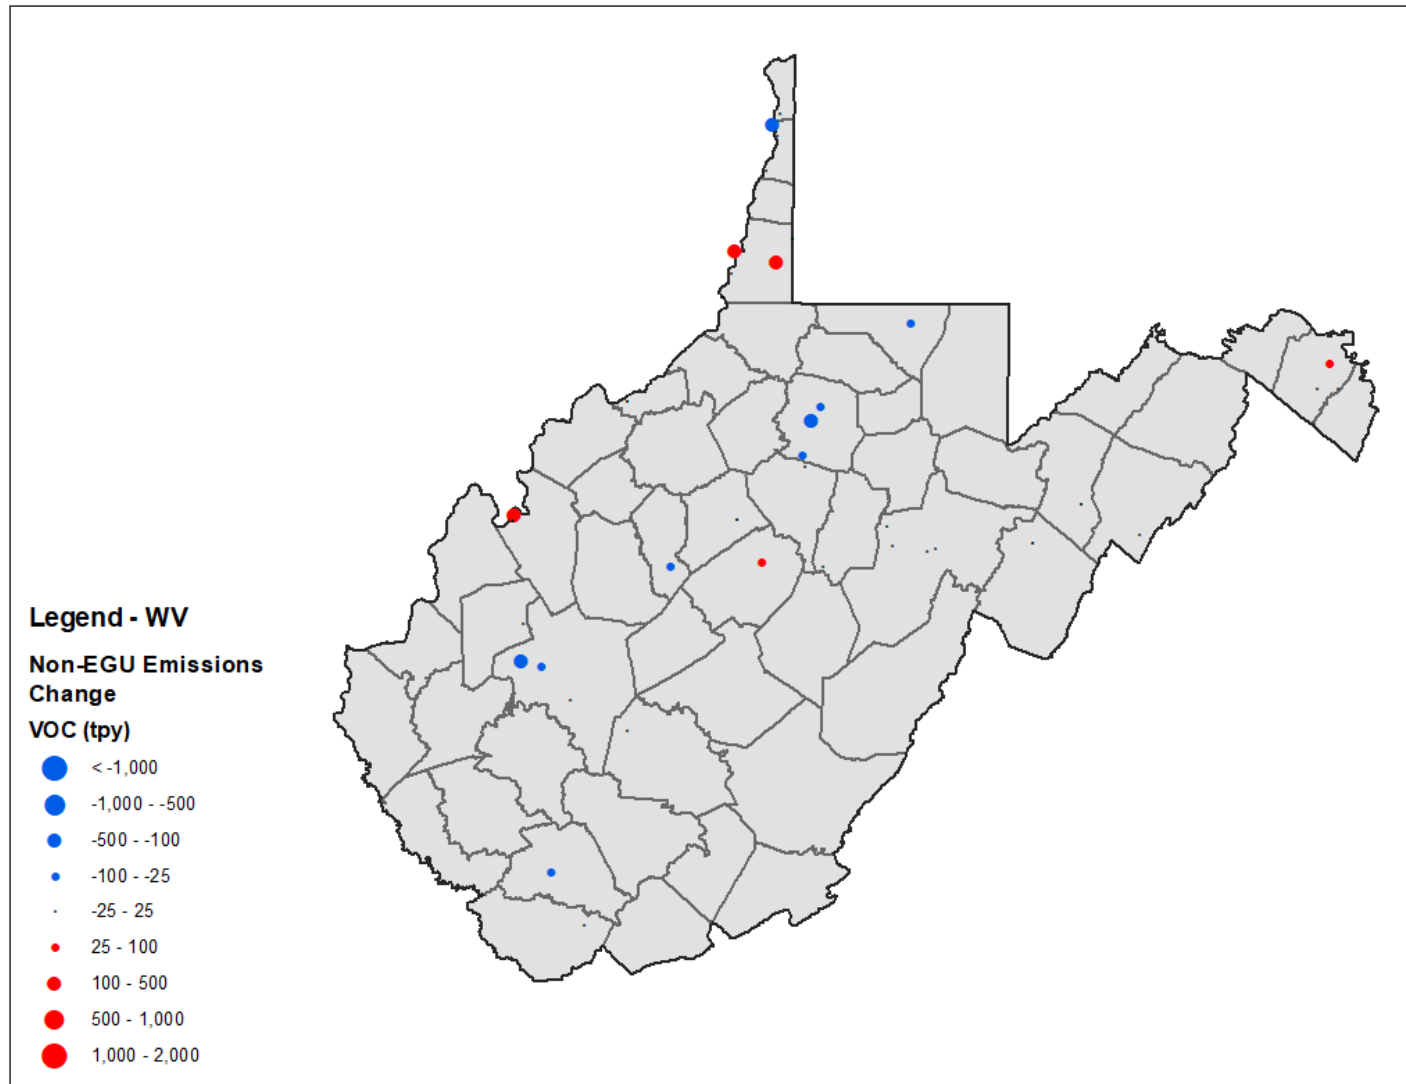 Legend - WV
Non-EGU Emissions
Change
VOC (tpy)
< -1,000
-1,000 - -500
-500 - -100
-100 - -25
-25 - 25
25 - 100
100 - 500
500 - 1,000
1,000 - 2,000